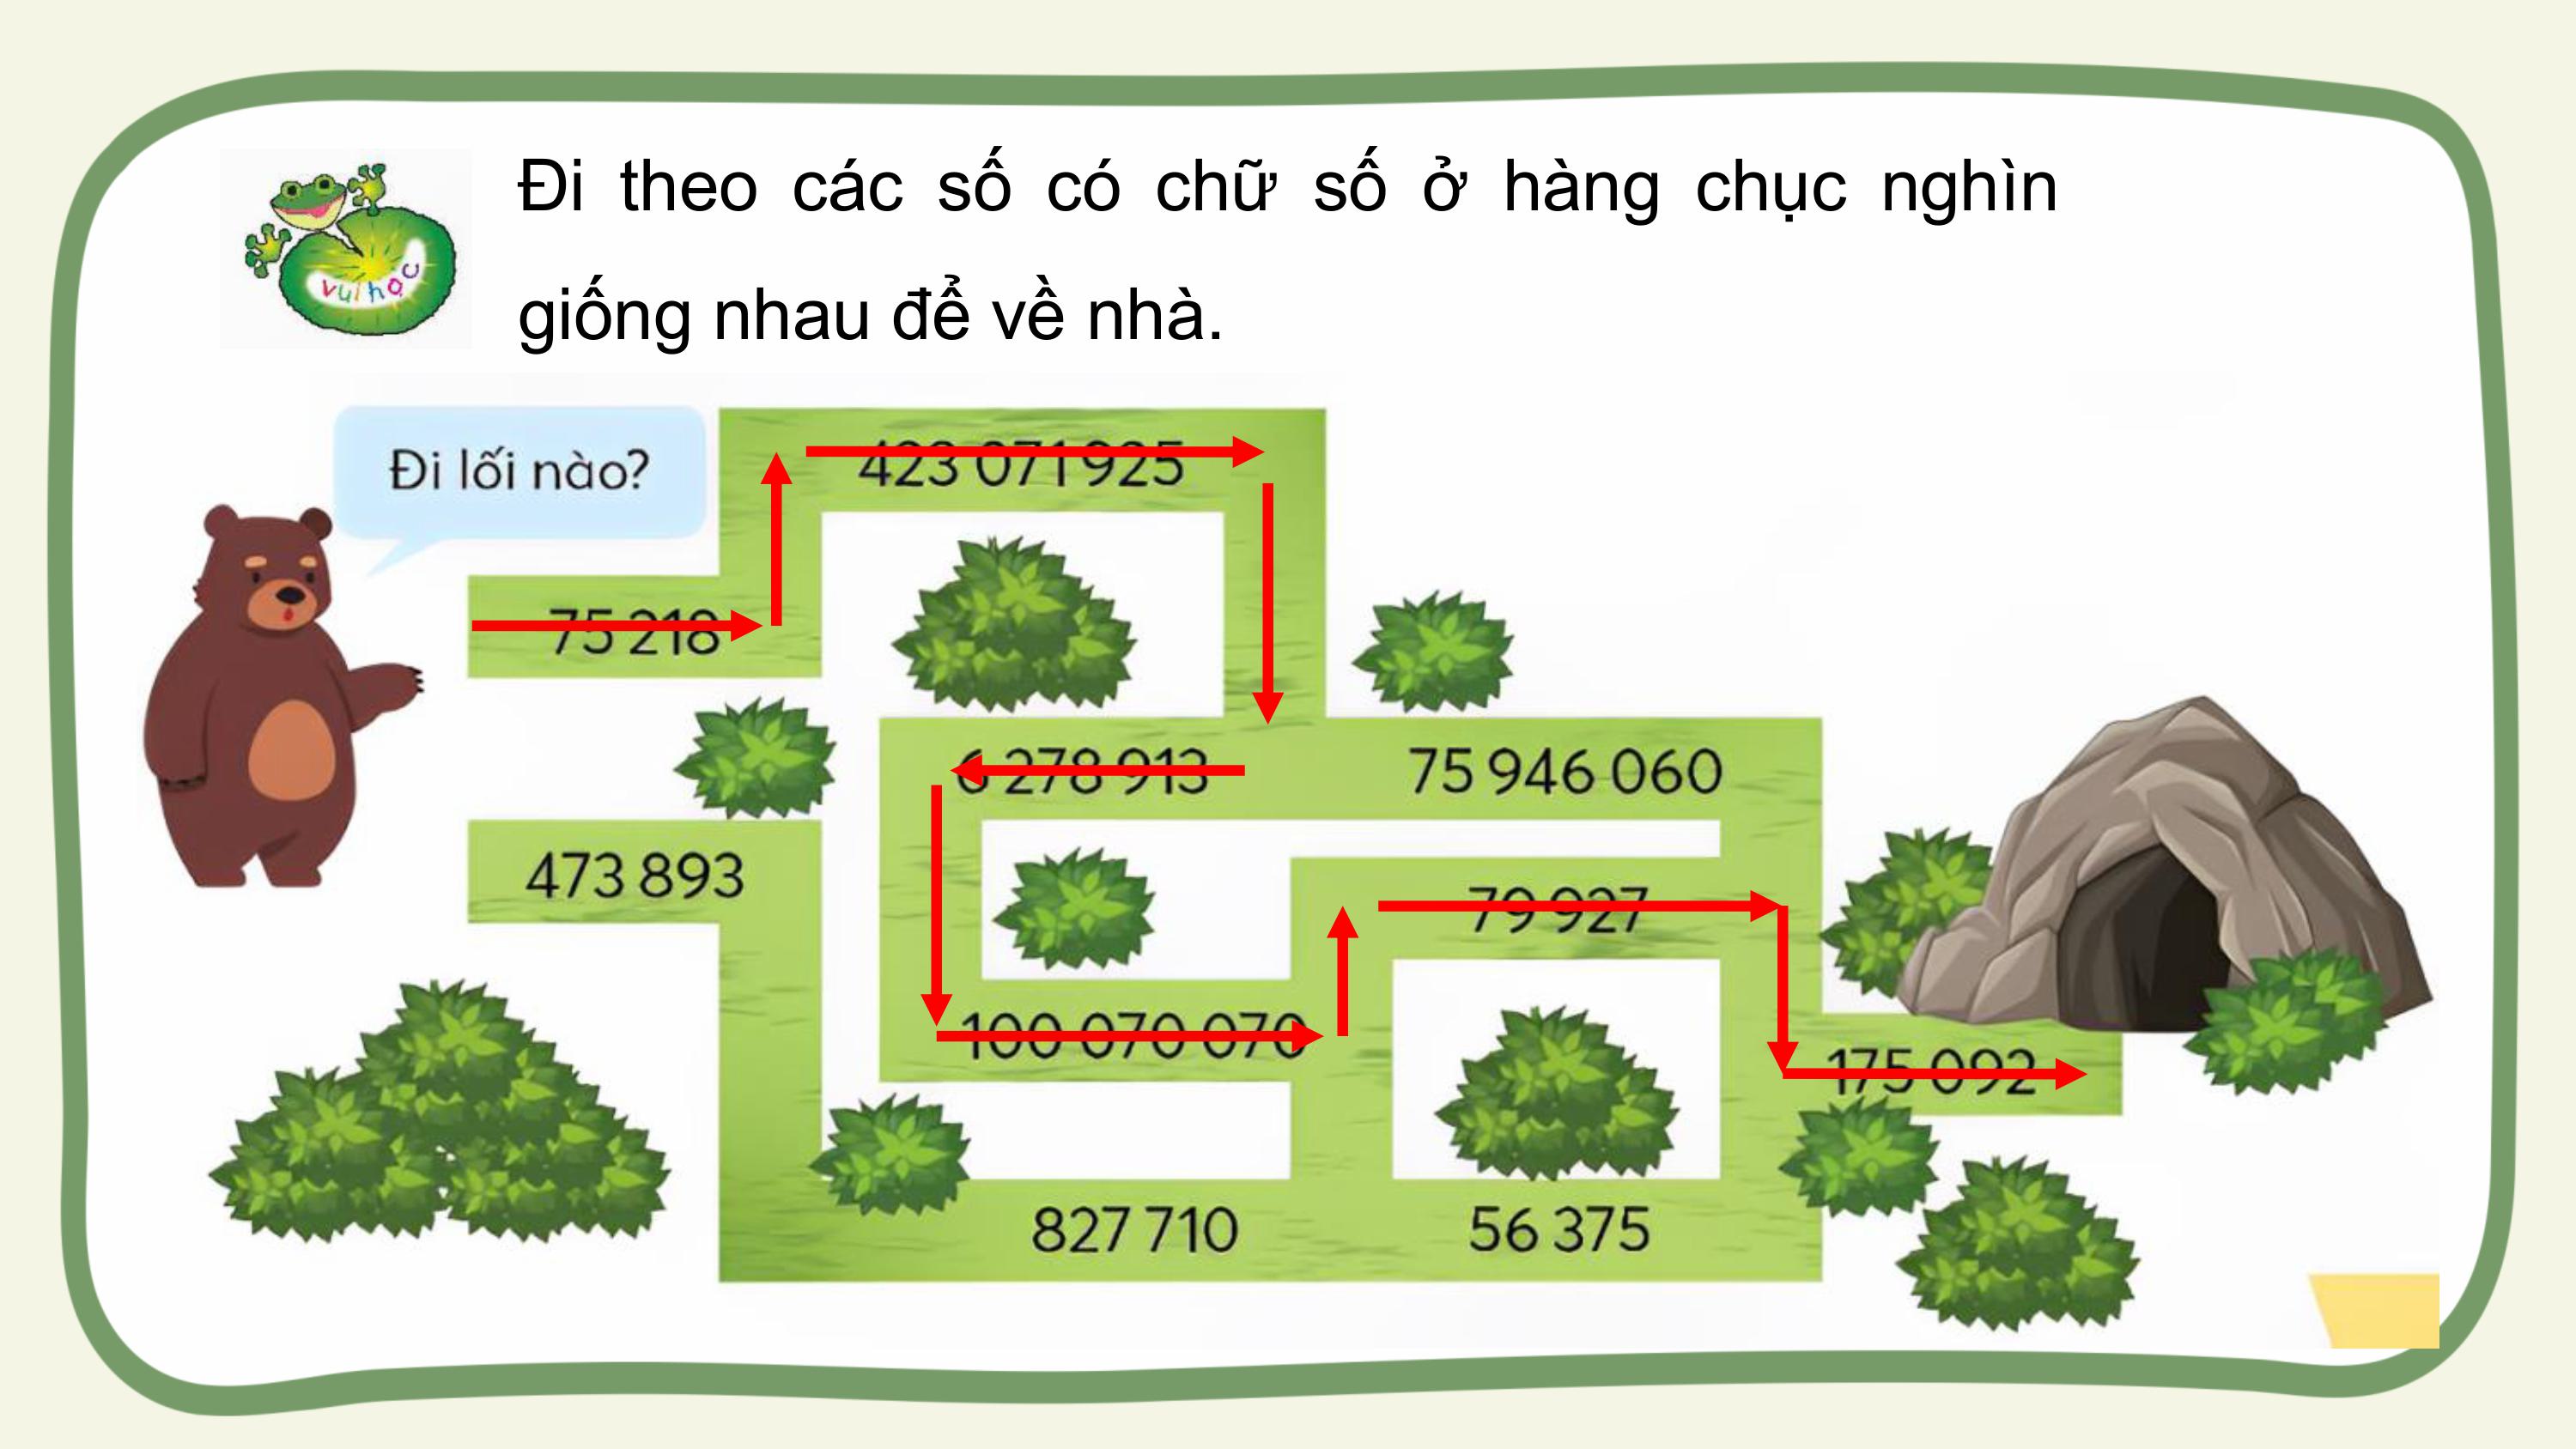 Đi theo các số có chữ số ở hàng chục nghìn
giống nhau để về nhà.
vui học
Đi lối nào?
423 071 925
75 218
6 278 913
75 946 060
473 893
79 927
100 070 070
175 092
827 710
56 375